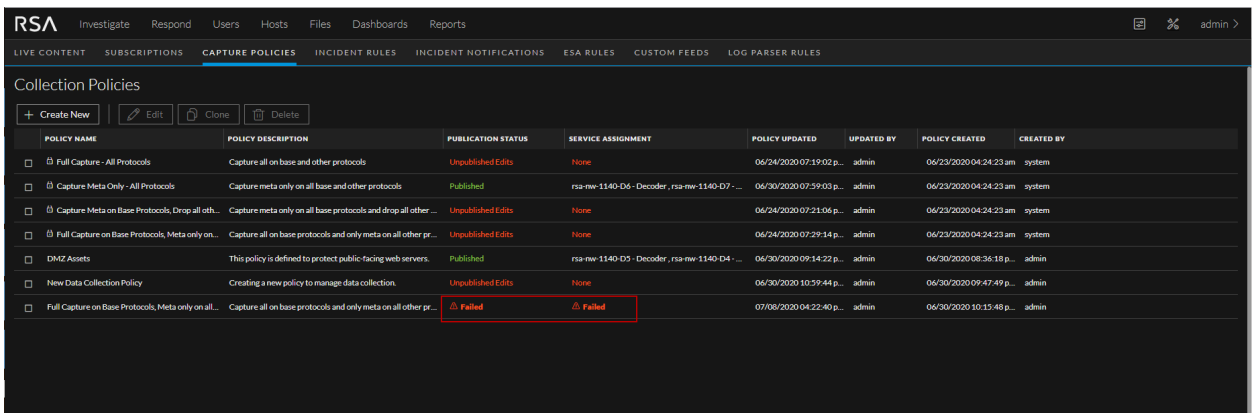 RSA Investigate Respond Users Hosts Files Dashboards Reports admin >
LIVE CONTENT SUBSCRIPTIONS CAPTURE POLICIES INCIDENT RULES INCIDENT NOTIFICATIONS ESA RULES CUSTOM FEEDS LOG PARSER RULES
Collection Policies
+ Create New Edit Clone Delete
POLICY NAME POLICY DESCRIPTION PUBLICATION STATUS SERVICE ASSIGNMENT POLICY UPDATED UPDATED BY POLICY CREATED CREATED BY
Full Capture - All Protocols Capture all on base and other protocols Unpublished Edits None 06/24/2020 07:19:02 p... admin 06/23/2020 04:24:23 am system
Capture Meta Only - All Protocols Capture meta only on all base and other protocols Published rsa-nw-1140-D6 - Decoder , rsa-nw-1140-D7 - ... 06/30/2020 07:59:03 p... admin 06/23/2020 04:24:23 am system
Capture Meta on Base Protocols, Drop all oth... Capture meta only on all base protocols and drop all other ... Unpublished Edits None 06/24/2020 07:21:06 p... admin 06/23/2020 04:24:23 am system
Full Capture on Base Protocols, Meta only on... Capture all on base protocols and only meta on all other pr... Unpublished Edits None 06/24/2020 07:29:14 p... admin 06/23/2020 04:24:23 am system
DMZ Assets This policy is defined to protect public-facing web servers. Published rsa-nw-1140-D5 - Decoder , rsa-nw-1140-D4 - ... 06/30/2020 09:14:22 p... admin 06/30/2020 08:36:18 p... admin
New Data Collection Policy Creating a new policy to manage data collection. Unpublished Edits None 06/30/2020 10:59:44 p... admin 06/30/2020 09:47:49 p... admin
Full Capture on Base Protocols, Meta only on all... Capture all on base protocols and only meta on all other pr... Failed Failed 07/08/2020 04:22:40 p... admin 06/30/2020 10:15:48 p... admin